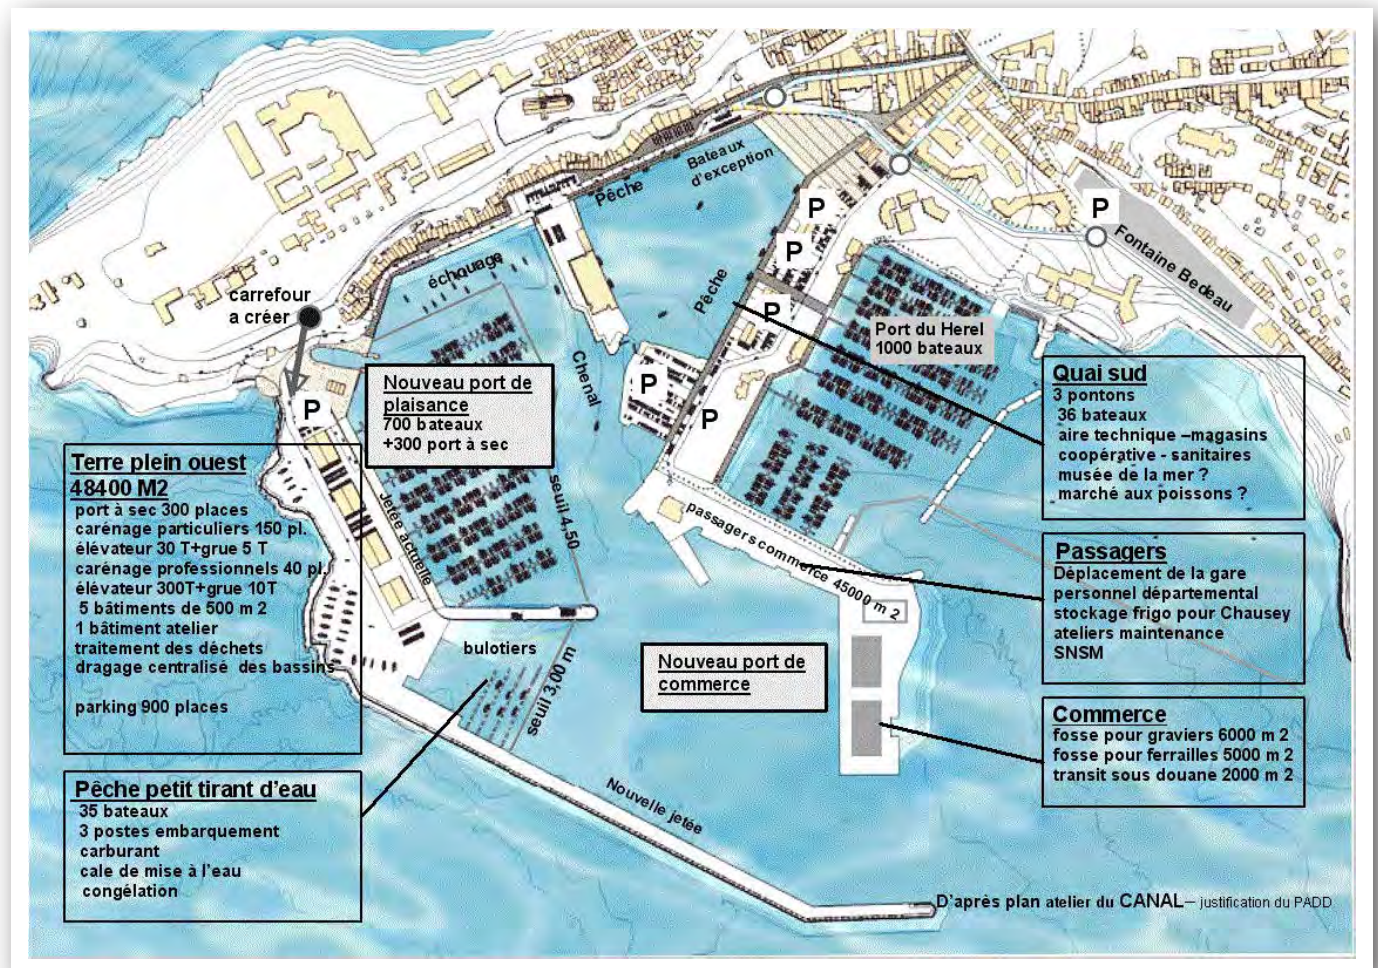 Bateaux
d'exception
Pêche
P
P
P
P
P
P
P
Fontaine Bedeau
échouage
carrefour
a créer
Pêche
Port du Herel
1000 bateaux
Chenal
Nouveau port de
plaisance
700 bateaux
+300 port à sec
Quai sud
3 pontons
36 bateaux
aire technique –magasins
coopérative - sanitaires
musée de la mer ?
marché aux poissons ?
Terre plein ouest
48400 M2
port à sec 300 places
carénage particuliers 150 pl.
élévateur 30 T+grue 5 T
carénage professionnels 40 pl.
élévateur 300T+grue 10T
5 bâtiments de 500 m 2
1 bâtiment atelier
traitement des déchets
dragage centralisé des bassins
parking 900 places
Jetée actuelle
seuil 4,50
passagers commerce 45000 m 2
Passagers
Déplacement de la gare
personnel départemental
stockage frigo pour Chausey
ateliers maintenance
SNSM
bulotiers
seuil 3,00 m
Nouveau port de
commerce
Commerce
fosse pour graviers 6000 m 2
fosse pour ferrailles 5000 m 2
transit sous douane 2000 m 2
Pêche petit tirant d'eau
35 bateaux
3 postes embarquement
carburant
cale de mise à l'eau
congélation
Nouvelle jetée
D'après plan atelier du CANAL– justification du PADD